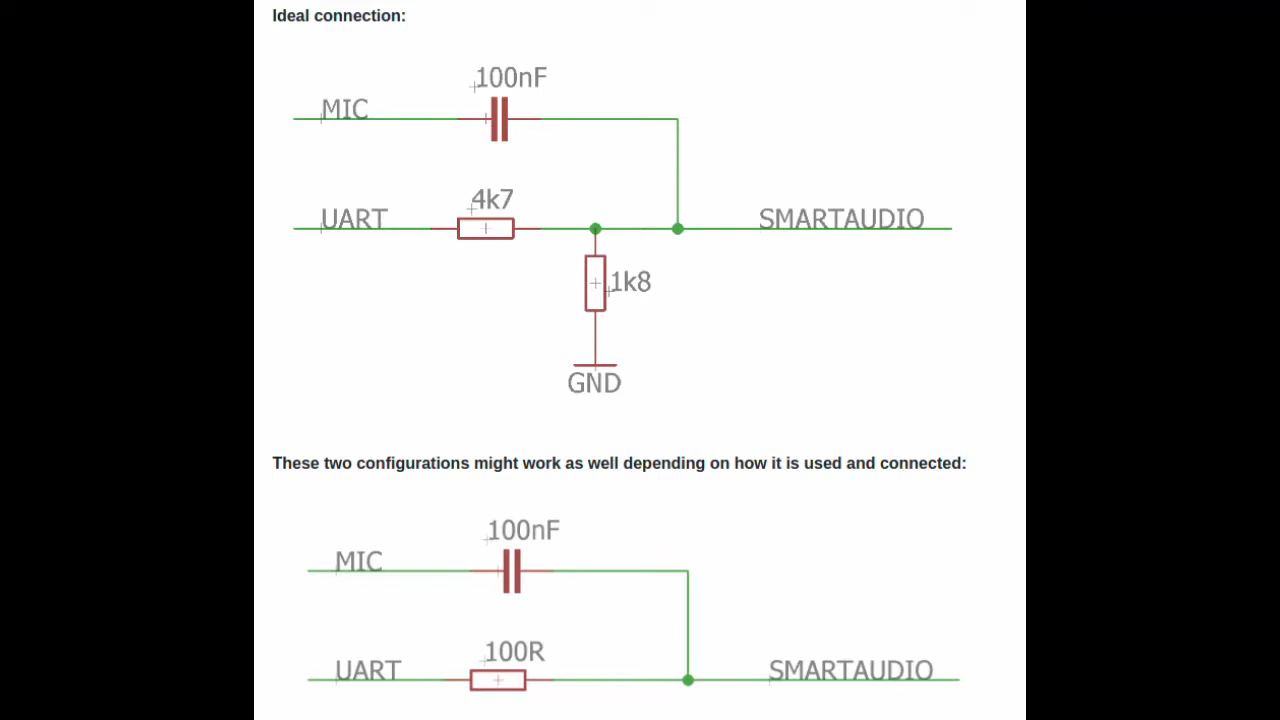 Ideal connection:
100nF
MIC
4k7
UART
SMARTAUDIO
1k8
GND
These two configurations might work as well depending on how it is used and connected:
100nF
MIC
100R
UART
SMARTAUDIO